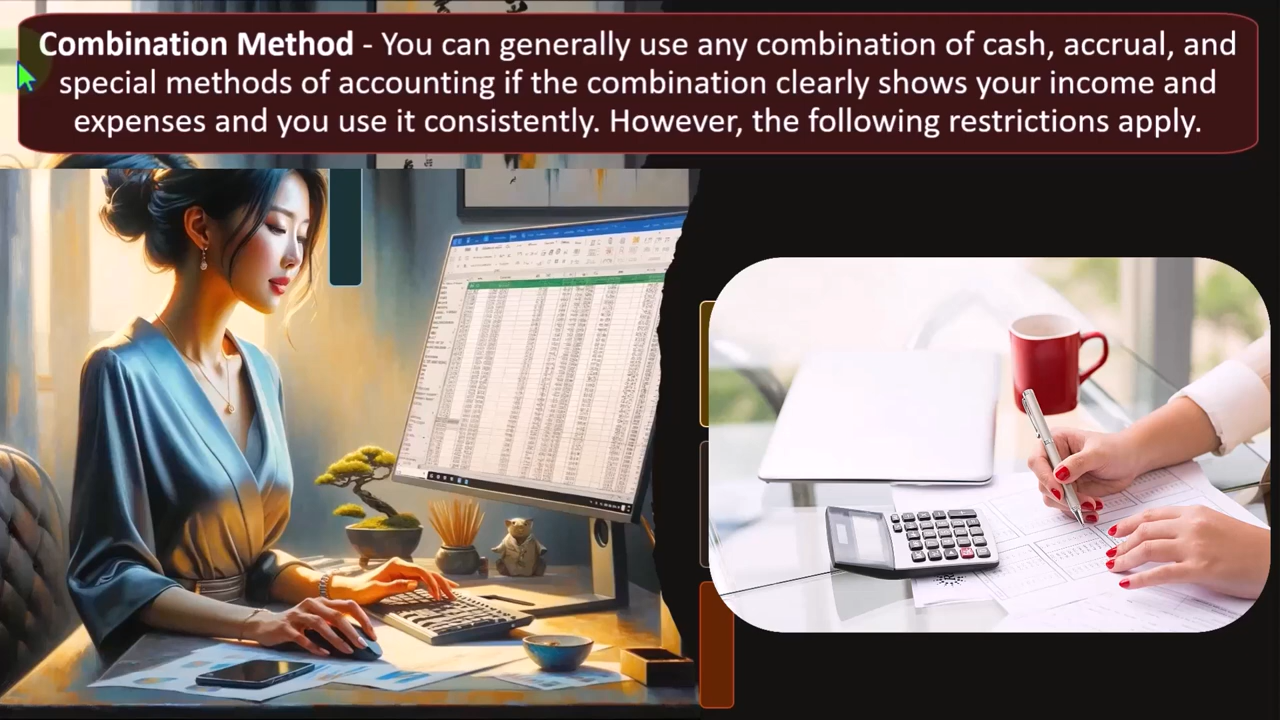 Combination Method - You can generally use any combination of cash, accrual, and
special methods of accounting if the combination clearly shows your income and
expenses and you use it consistently. However, the following restrictions apply.